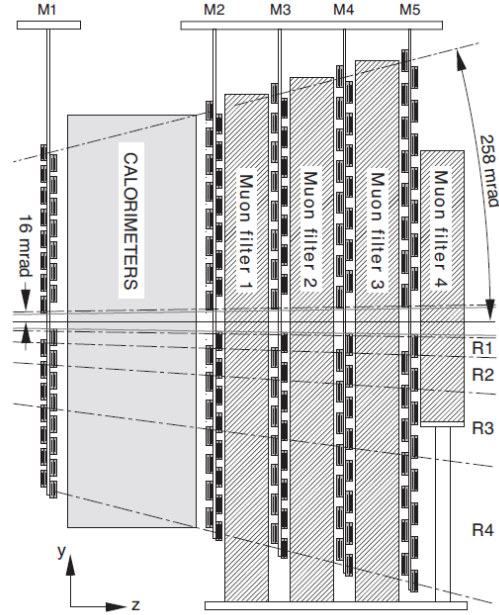 M1
M2
M3
M4
M5
CALORIMETERS
Muon filter 1
Muon filter 2
Muon filter 3
Muon filter 4
258 mrad
16 mrad
R1
R2
R3
R4
y
z